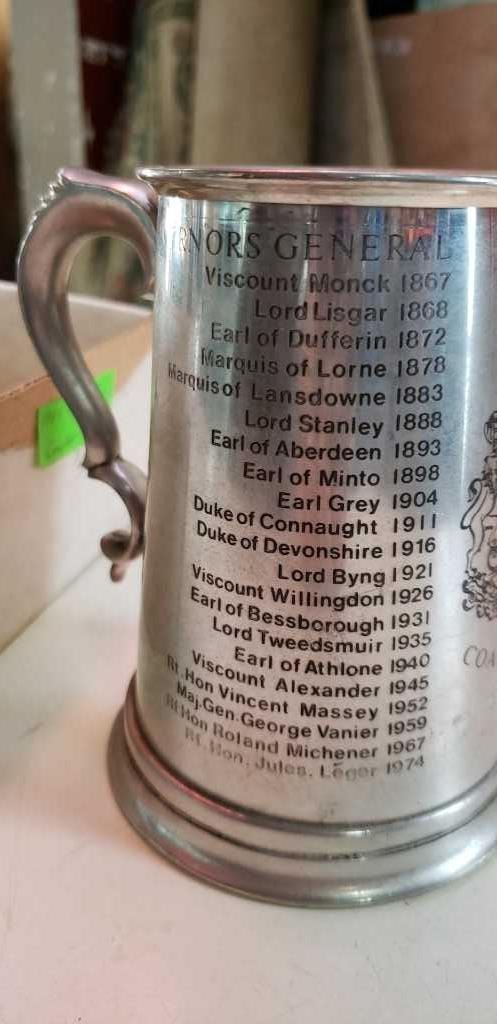 RNORS GENERAL
Viscount Monck 1867
Lord Lisgar 1868
Earl of Dufferin 1872
Marquis of Lorne 1878
Marquis of Lansdowne 1883
Lord Stanley 1888
Earl of Aberdeen 1893
Earl of Minto 1898
Earl Grey 1904
Duke of Connaught 1911
Duke of Devonshire 1916
Lord Byng 1921
Viscount Willingdon 1926
Earl of Bessborough 1931
Lord Tweedsmuir 1935
Earl of Athlone 1940
Viscount Alexander 1945
Rt. Hon Vincent Massey 1952
Maj. Gen. George Vanier 1959
Rt Hon Roland Michener 1967
Rt. Hon. Jules. Léger 1974
COA